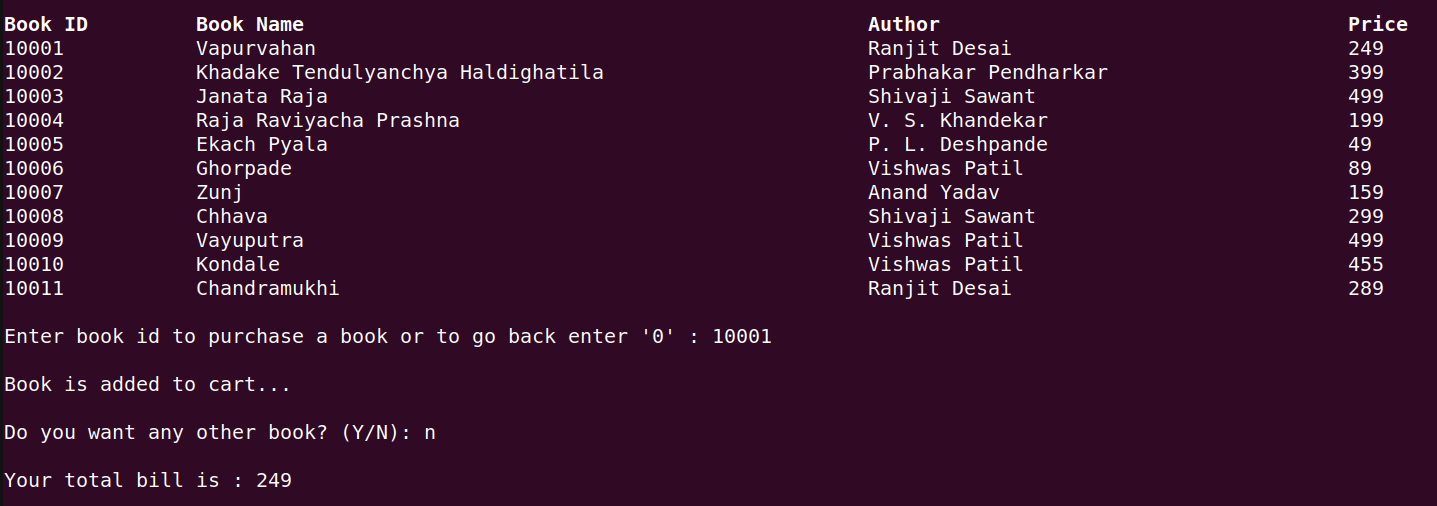 Book ID Book Name Author Price
10001 Vapurvahan Ranjit Desai 249
10002 Khadake Tendulyanchya Haldighatila Prabhakar Pendharkar 399
10003 Janata Raja Shivaji Sawant 499
10004 Raja Raviyacha Prashna V. S. Khandekar 199
10005 Ekach Pyala P. L. Deshpande 49
10006 Ghorpade Vishwas Patil 89
10007 Zunj Anand Yadav 159
10008 Chhava Shivaji Sawant 299
10009 Vayuputra Vishwas Patil 499
10010 Kondale Vishwas Patil 455
10011 Chandramukhi Ranjit Desai 289
Enter book id to purchase a book or to go back enter '0' : 10001
Book is added to cart...
Do you want any other book? (Y/N): n
Your total bill is : 249